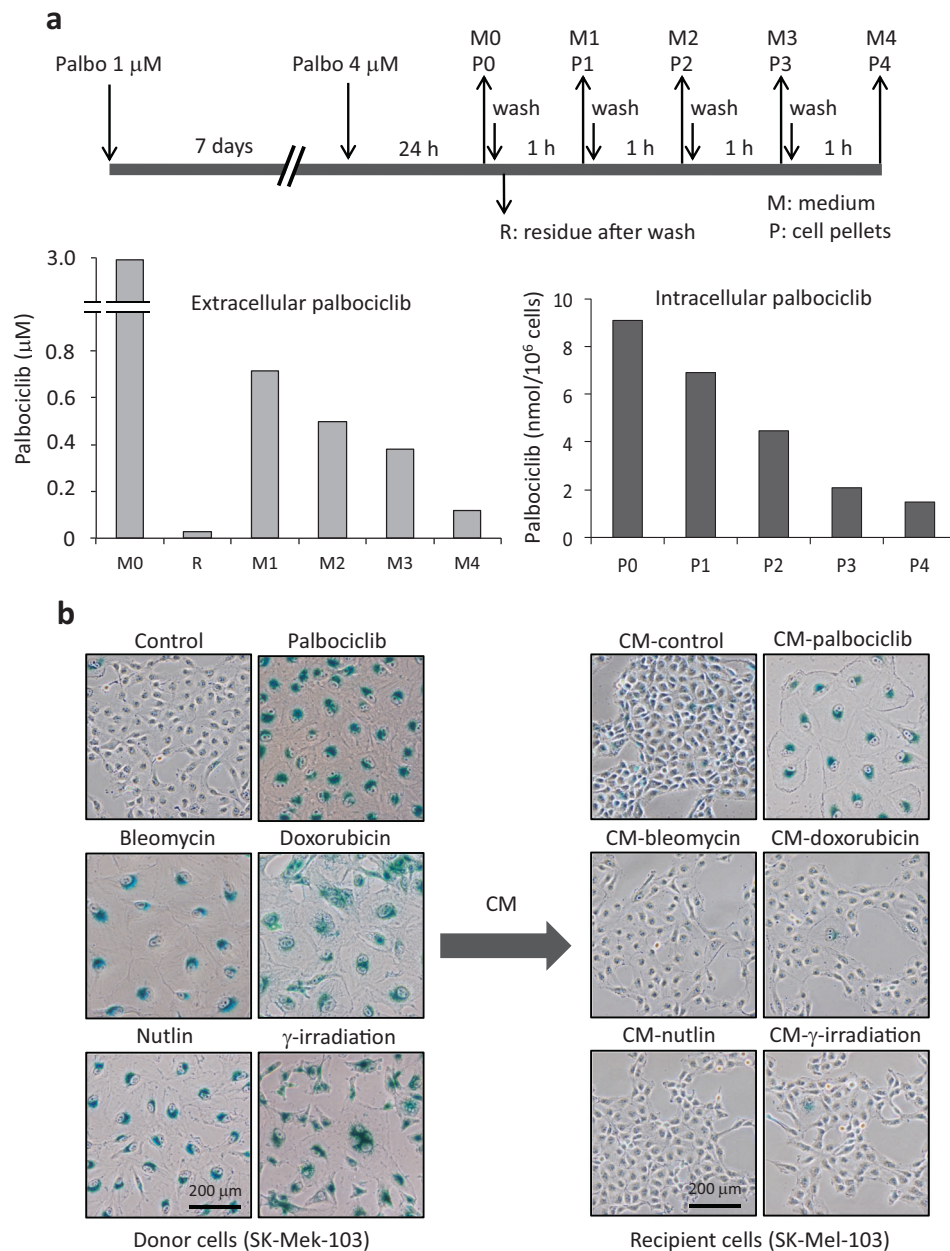 a
M0 M1 M2 M3 M4
Palbo 1 μM Palbo 4 μM P0 P1 P2 P3 P4
wash wash wash wash
7 days 24 h 1 h 1 h 1 h 1 h
M: medium
R: residue after wash P: cell pellets
Extracellular palbociclib
Palbociclib (μM)
3.0
0.8
0.6
0.4
0.2
0
M0 R M1 M2 M3 M4
Intracellular palbociclib
Palbociclib (nmol/10⁶ cells)
10
8
6
4
2
0
P0 P1 P2 P3 P4
b
Control Palbociclib
Bleomycin Doxorubicin
Nutlin γ-irradiation
200 μm
Donor cells (SK-Mek-103)
CM
CM-control CM-palbociclib
CM-bleomycin CM-doxorubicin
CM-nutlin CM-γ-irradiation
200 μm
Recipient cells (SK-Mel-103)